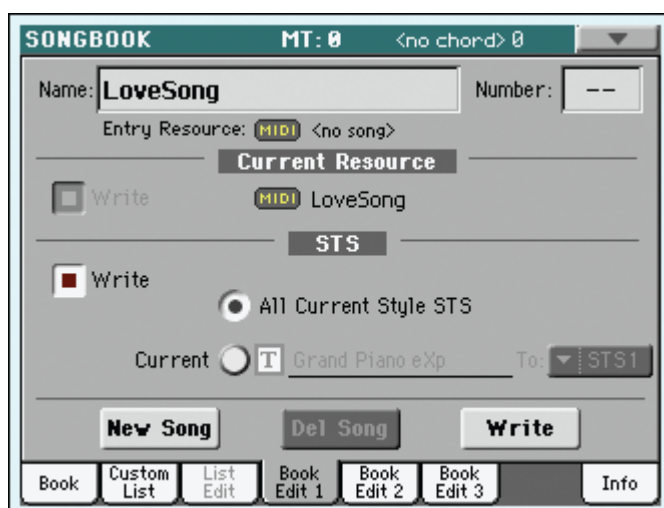 SONGBOOK MT: 0 <no chord> 0
Name: LoveSong Number: --
Entry Resource: MIDI <no song>
Current Resource
Write MIDI LoveSong
STS
Write
All Current Style STS
Current T Grand Piano eXp To: STS1
New Song Del Song Write
Book Custom List List Edit Book Edit 1 Book Edit 2 Book Edit 3 Info